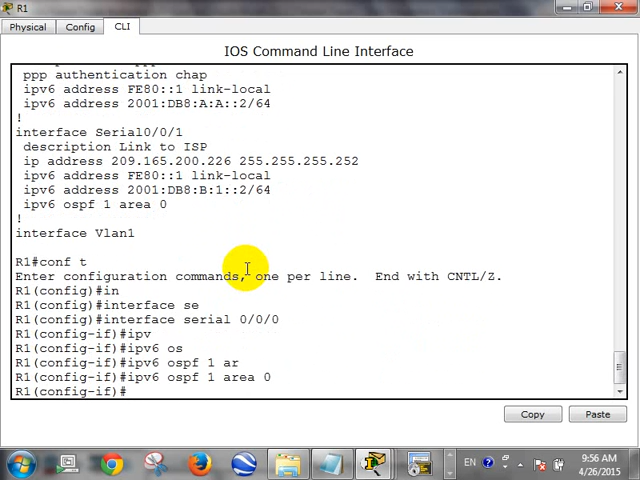 R1
Physical Config CLI
IOS Command Line Interface
ppp authentication chap
ipv6 address FE80::1 link-local
ipv6 address 2001:DB8:A:A::2/64
!
interface Serial0/0/1
description Link to ISP
ip address 209.165.200.226 255.255.255.252
ipv6 address FE80::1 link-local
ipv6 address 2001:DB8:B:1::2/64
ipv6 ospf 1 area 0
!
interface Vlan1
R1#conf t
Enter configuration commands, one per line. End with CNTL/Z.
R1(config)#in
R1(config)#interface se
R1(config)#interface serial 0/0/0
R1(config-if)#ipv
R1(config-if)#ipv6 os
R1(config-if)#ipv6 ospf 1 ar
R1(config-if)#ipv6 ospf 1 area 0
R1(config-if)#
Copy Paste
EN
9:56 AM
4/26/2015